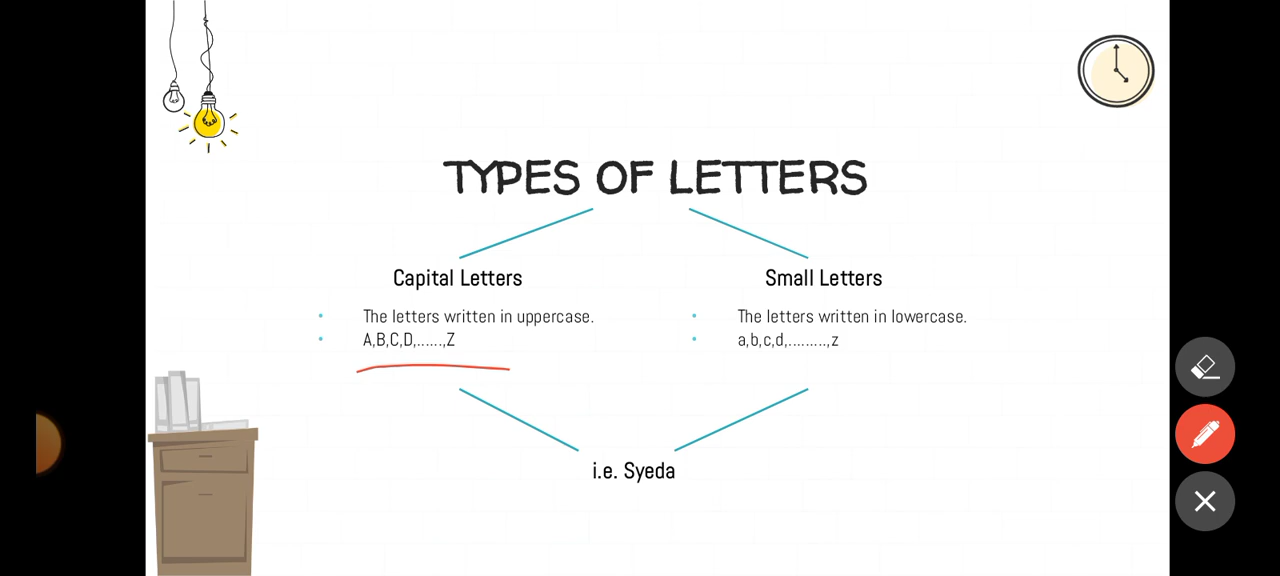 TYPES OF LETTERS
Capital Letters
The letters written in uppercase.
A,B,C,D,......,Z
Small Letters
The letters written in lowercase.
a,b,c,d,.........,z
i.e. Syeda